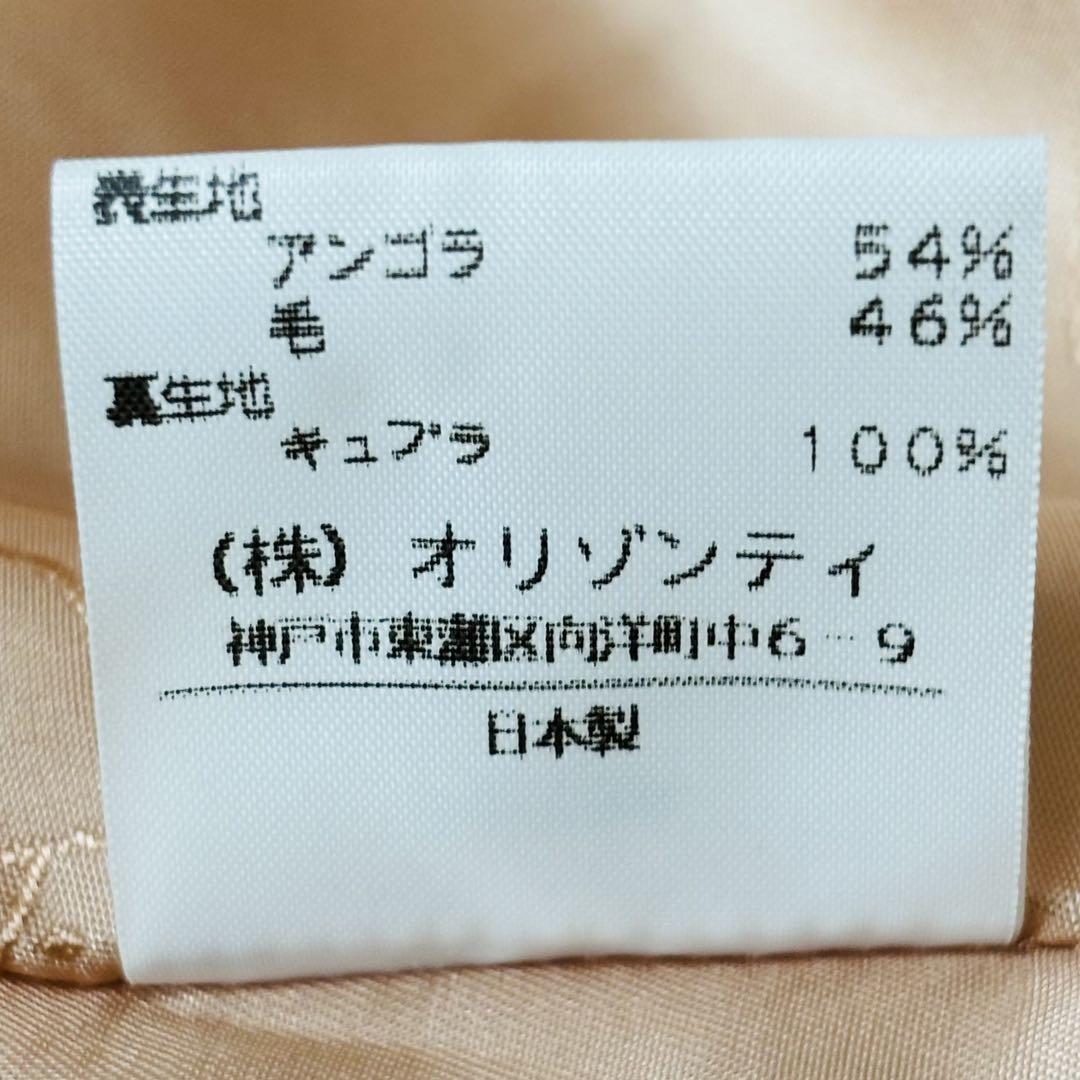 表生地
アンゴラ 54%
毛 46%
裏生地
キュプラ 100%
(株) オリゾンティ
神戸市東灘区向洋町中6-9
日本製